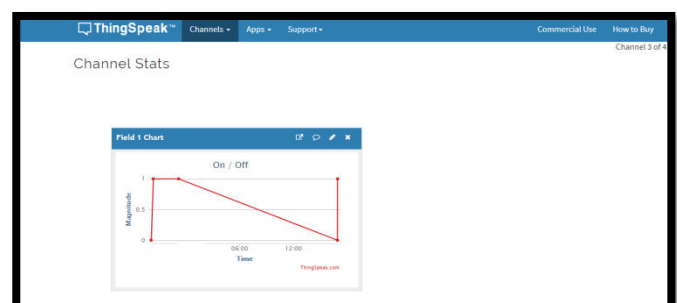 ThingSpeak™ Channels Apps Support Commercial Use How to Buy
Channel 3 of 4
Channel Stats
Field 1 Chart
On / Off
1
0.5
0
Magnitude
06:00 12:00
Time
ThingSpeak.com